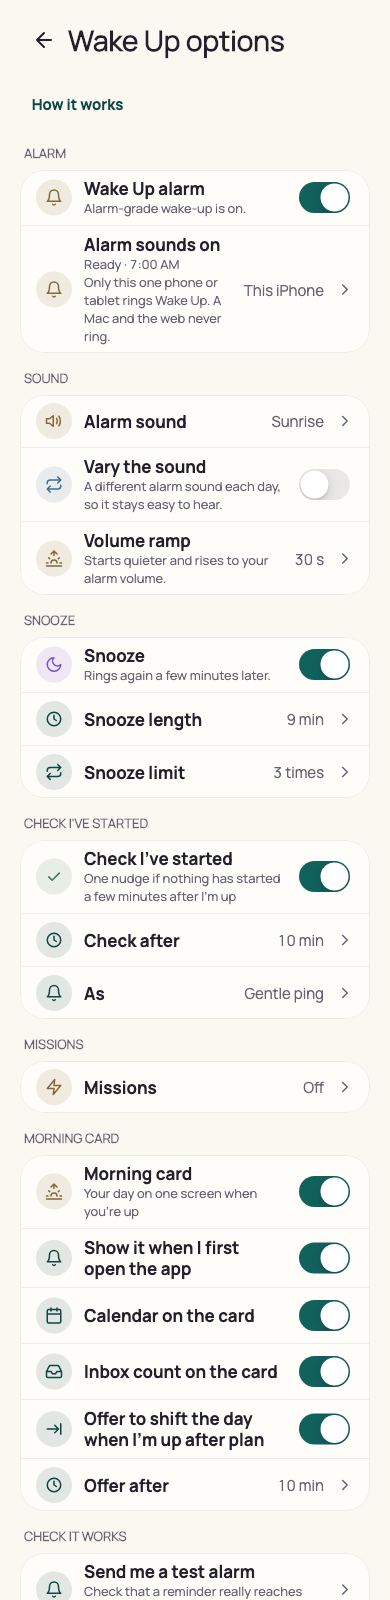 Wake Up options
How it works
ALARM
Wake Up alarm
Alarm-grade wake-up is on.
Alarm sounds on
Ready · 7:00 AM
Only this one phone or
tablet rings Wake Up. A
Mac and the web never
ring.
This iPhone
SOUND
Alarm sound
Sunrise
Vary the sound
A different alarm sound each day,
so it stays easy to hear.
Volume ramp
Starts quieter and rises to your
alarm volume.
30 s
SNOOZE
Snooze
Rings again a few minutes later.
Snooze length
9 min
Snooze limit
3 times
CHECK I'VE STARTED
Check I've started
One nudge if nothing has started
a few minutes after I'm up
Check after
10 min
As
Gentle ping
MISSIONS
Missions
Off
MORNING CARD
Morning card
Your day on one screen when
you're up
Show it when I first
open the app
Calendar on the card
Inbox count on the card
Offer to shift the day
when I'm up after plan
Offer after
10 min
CHECK IT WORKS
Send me a test alarm
Check that a reminder really reaches